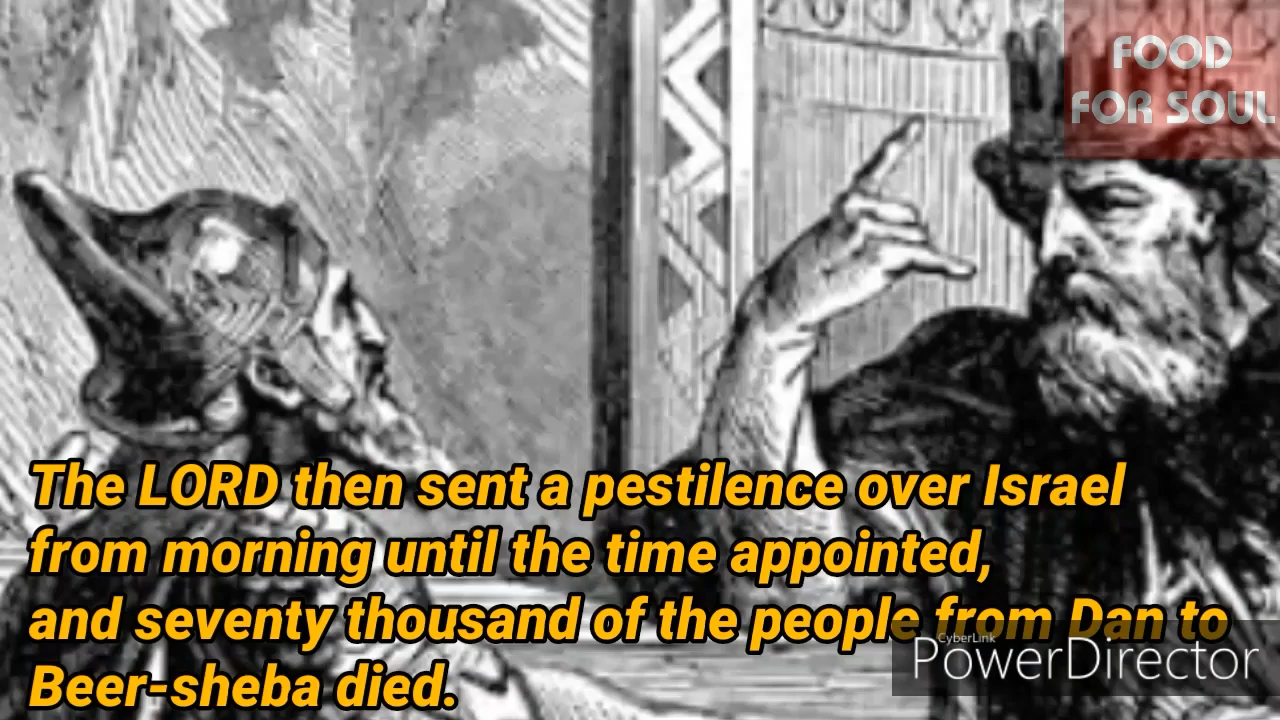 FOOD
FOR SOUL
The LORD then sent a pestilence over Israel
from morning until the time appointed,
and seventy thousand of the people from Dan to
Beer-sheba died.
CyberLink
PowerDirector